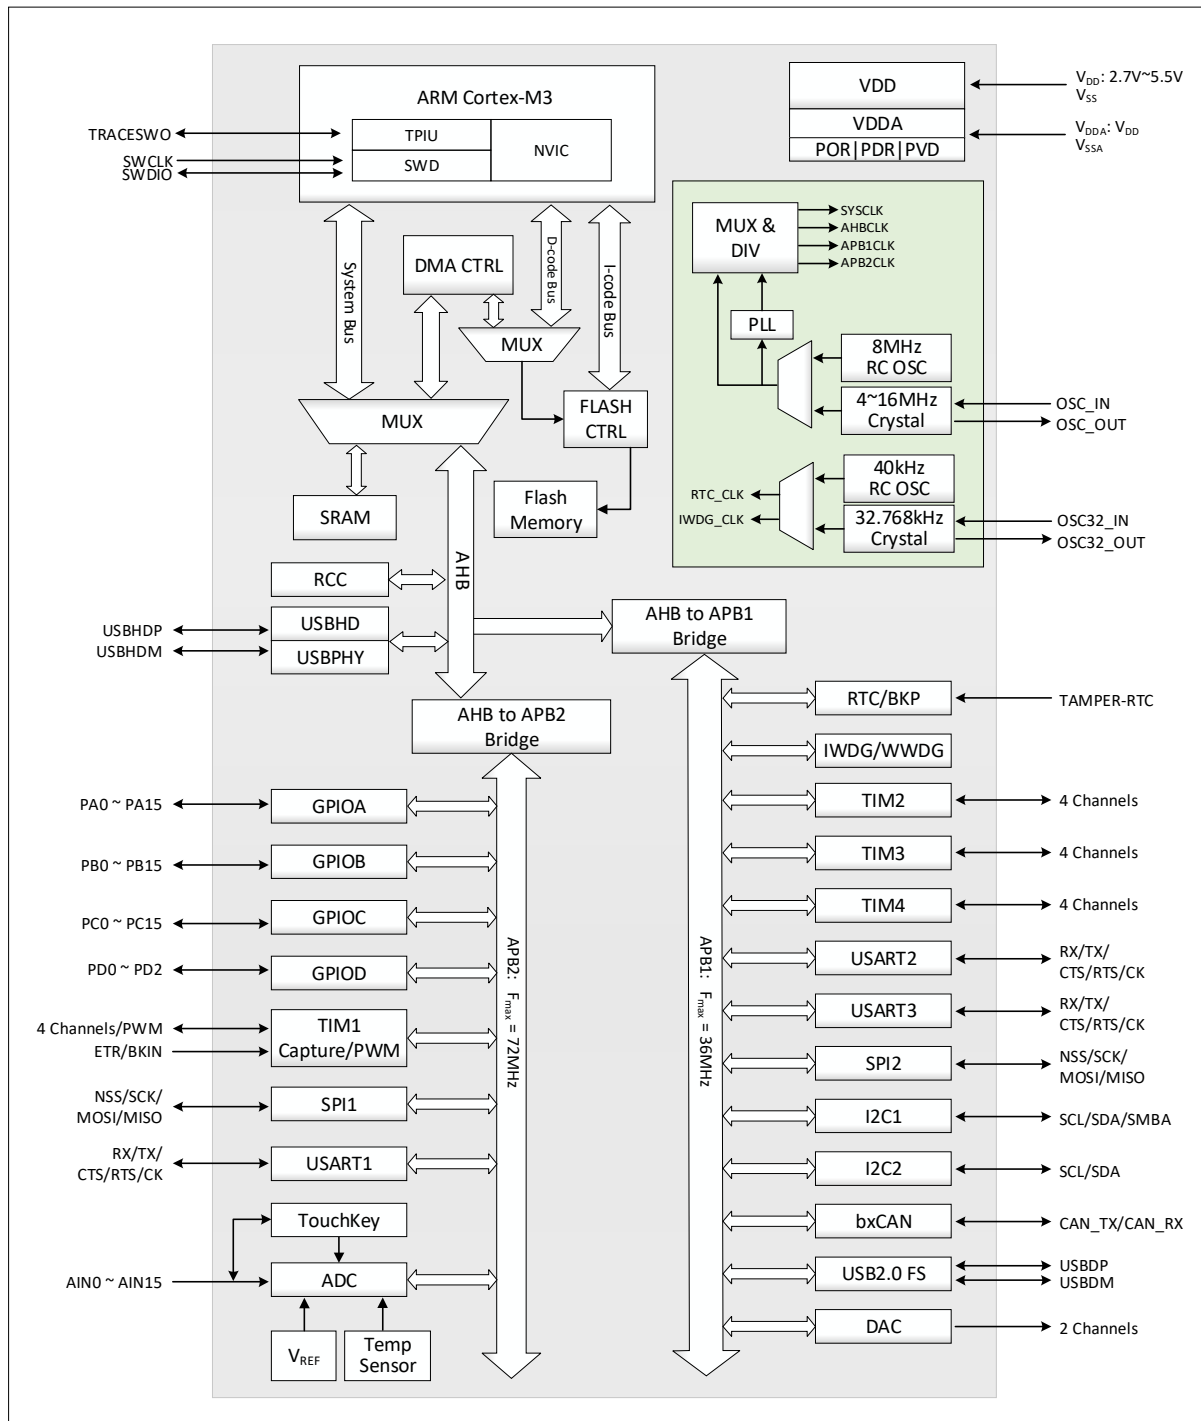 ARM Cortex-M3
TPIU
SWD
NVIC
TRACESWO
SWCLK
SWDIO
VDD
VDDA
POR|PDR|PVD
VDD: 2.7V~5.5V
VSS
VDDA: VDD
VSSA
System Bus
DMA CTRL
D-code Bus
I-code Bus
MUX
MUX
FLASH
CTRL
SRAM
Flash
Memory
MUX &
DIV
SYSCLK
AHBCLK
APB1CLK
APB2CLK
PLL
8MHz
RC OSC
4~16MHz
Crystal
OSC_IN
OSC_OUT
40kHz
RC OSC
RTC_CLK
IWDG_CLK
32.768kHz
Crystal
OSC32_IN
OSC32_OUT
AHB
RCC
USBHDP
USBHDM
USBHD
USBPHY
AHB to APB1
Bridge
AHB to APB2
Bridge
PA0 ~ PA15
GPIOA
PB0 ~ PB15
GPIOB
PC0 ~ PC15
GPIOC
PD0 ~ PD2
GPIOD
4 Channels/PWM
ETR/BKIN
TIM1
Capture/PWM
NSS/SCK/
MOSI/MISO
SPI1
RX/TX/
CTS/RTS/CK
USART1
TouchKey
AIN0 ~ AIN15
ADC
VREF
Temp
Sensor
APB2: Fmax = 72MHz
APB1: Fmax = 36MHz
RTC/BKP
TAMPER-RTC
IWDG/WWDG
TIM2
4 Channels
TIM3
4 Channels
TIM4
4 Channels
USART2
RX/TX/
CTS/RTS/CK
USART3
RX/TX/
CTS/RTS/CK
SPI2
NSS/SCK/
MOSI/MISO
I2C1
SCL/SDA/SMBA
I2C2
SCL/SDA
bxCAN
CAN_TX/CAN_RX
USB2.0 FS
USBDP
USBDM
DAC
2 Channels